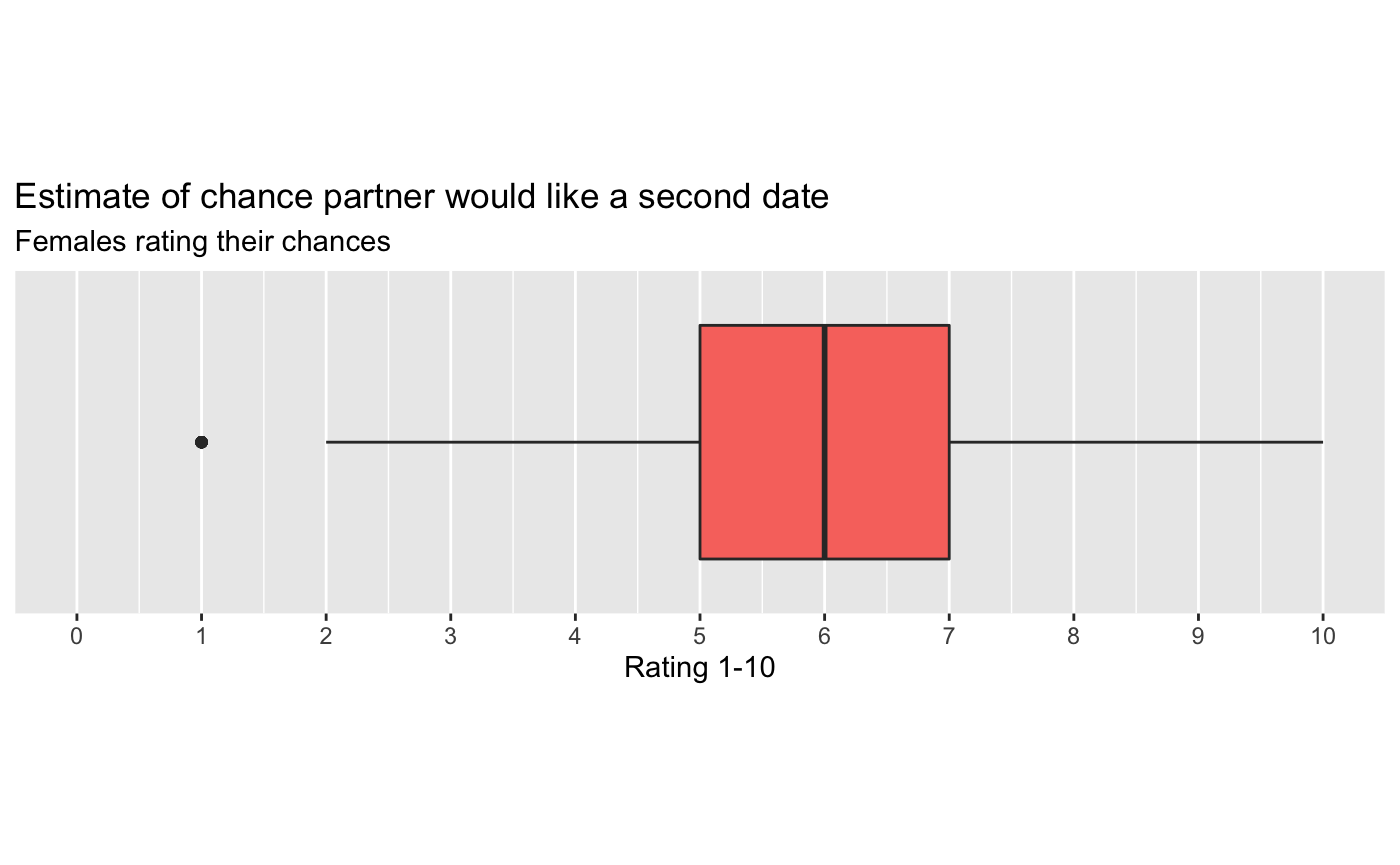 Estimate of chance partner would like a second date
Females rating their chances
0 1 2 3 4 5 6 7 8 9 10
Rating 1-10